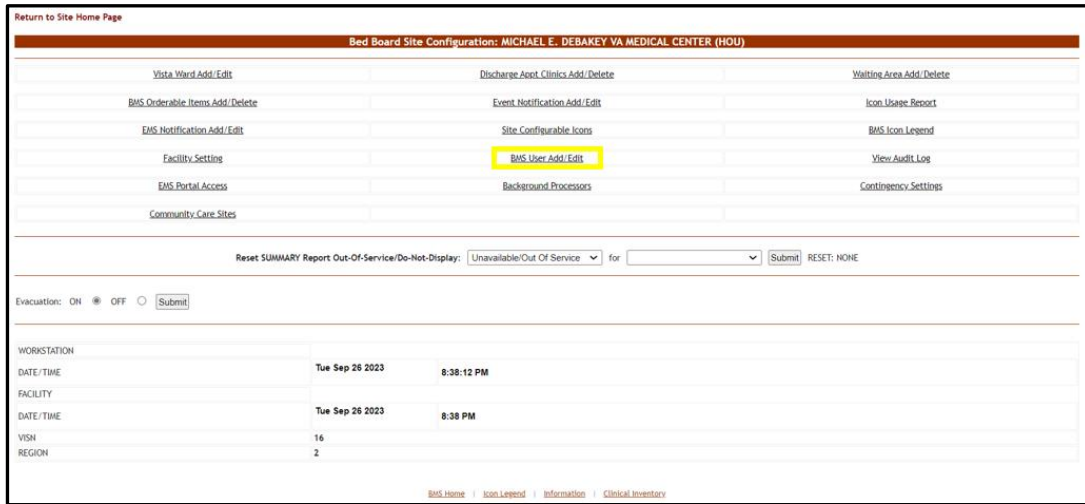 Return to Site Home Page
Bed Board Site Configuration: MICHAEL E. DEBAKEY VA MEDICAL CENTER (HOU)
Vista Ward Add/Edit Discharge Appt Clinics Add/Delete Waiting Area Add/Delete
BMS Orderable Items Add/Delete Event Notification Add/Edit Icon Usage Report
EMS Notification Add/Edit Site Configurable Icons BMS Icon Legend
Facility Setting BMS User Add/Edit View Audit Log
EMS Portal Access Background Processors Contingency Settings
Community Care Sites
Reset SUMMARY Report Out-Of-Service/Do-Not-Display: Unavailable/Out Of Service for Submit RESET: NONE
Evacuation: ON OFF Submit
WORKSTATION
DATE/TIME Tue Sep 26 2023 8:38:12 PM
FACILITY
DATE/TIME Tue Sep 26 2023 8:38 PM
VISN 16
REGION 2
BMS Home | Icon Legend | Information | Clinical Inventory